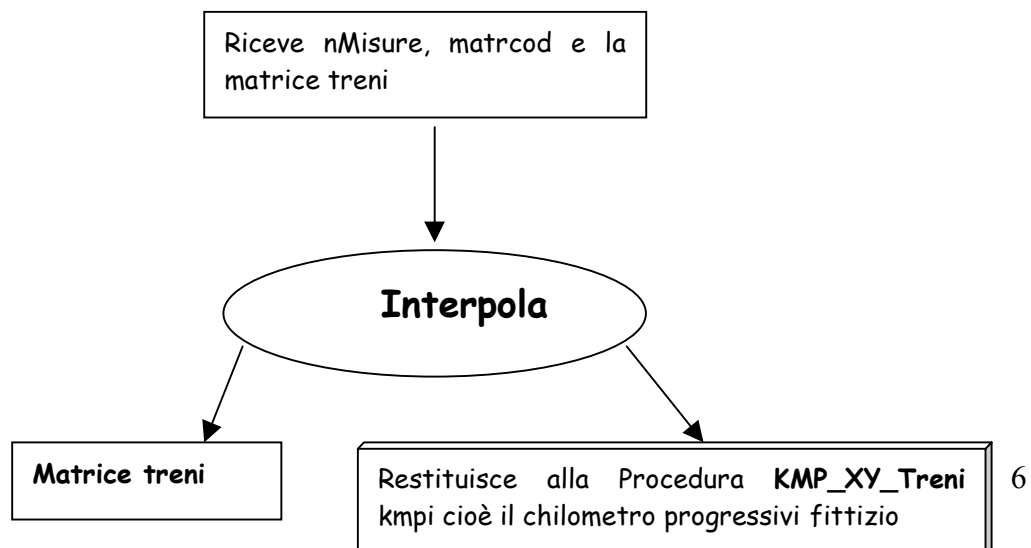 Riceve nMisure, matrcod e la
matrice treni
Interpola
Matrice treni
Restituisce alla Procedura KMP_XY_Treni
kmpi cioè il chilometro progressivi fittizio
6